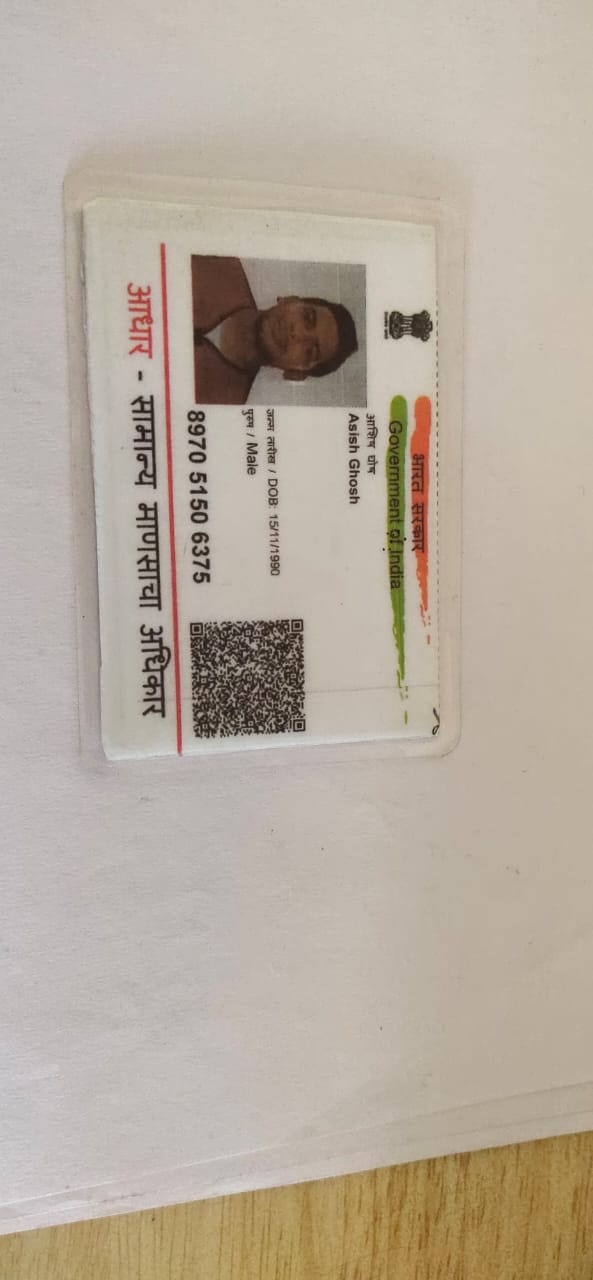 भारत सरकार
Government of India
आशिष घोष
Asish Ghosh
जन्म तारीख / DOB: 15/11/1990
पुरुष / Male
8970 5150 6375
आधार - सामान्य माणसाचा अधिकार